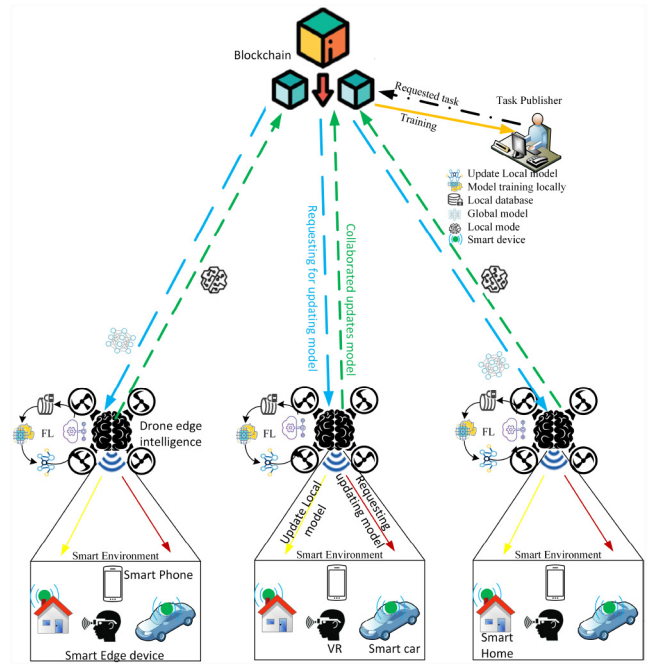 Blockchain
Requested task
Task Publisher
Training
Update Local model
Model training locally
Local database
Global model
Local mode
Smart device
Requesting for updating model
Collaborated updates model
FL
Drone edge
intelligence
FL
FL
Update Local
model
Requesting
updating model
Smart Environment
Smart Phone
Smart Edge device
Smart Environment
VR
Smart car
Smart Environment
Smart
Home